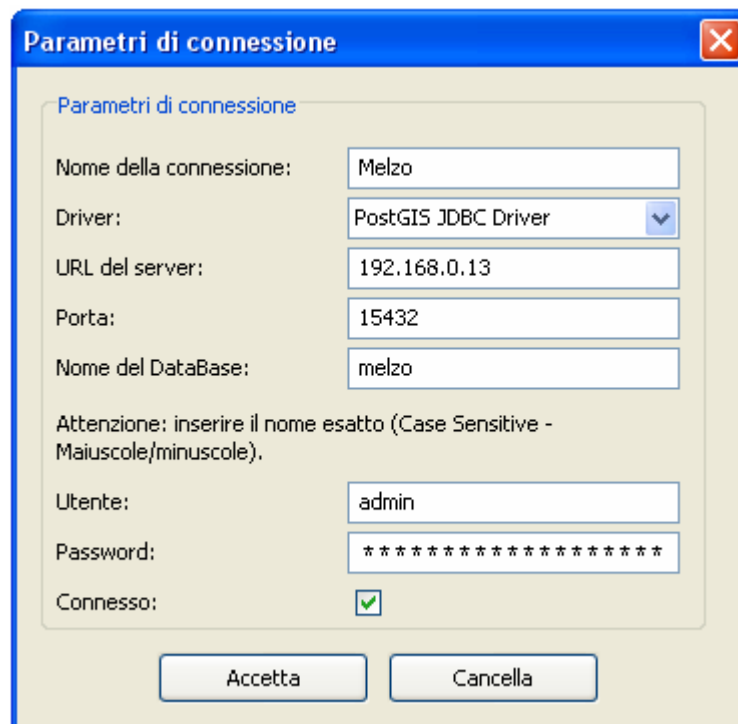 Parametri di connessione
Parametri di connessione
Nome della connessione: Melzo
Driver: PostGIS JDBC Driver
URL del server: 192.168.0.13
Porta: 15432
Nome del DataBase: melzo
Attenzione: inserire il nome esatto (Case Sensitive -
Maiuscole/minuscole).
Utente: admin
Password: *******************
Connesso:
Accetta Cancella